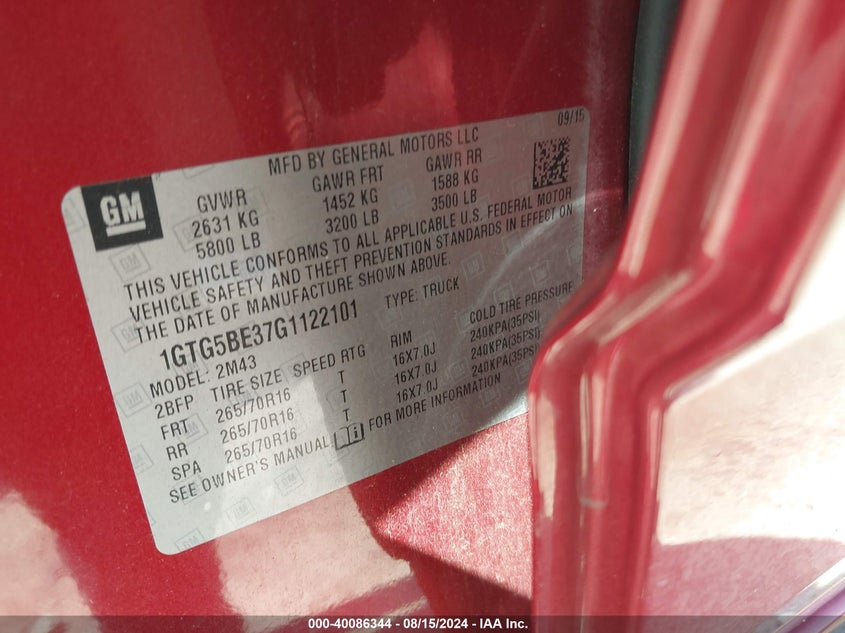 09/15
MFD BY GENERAL MOTORS LLC
GM
GVWR GAWR FRT GAWR RR
2631 KG 1452 KG 1588 KG
5800 LB 3200 LB 3500 LB
THIS VEHICLE CONFORMS TO ALL APPLICABLE U.S. FEDERAL MOTOR
VEHICLE SAFETY AND THEFT PREVENTION STANDARDS IN EFFECT ON
THE DATE OF MANUFACTURE SHOWN ABOVE.
1GTG5BE37G1122101 TYPE: TRUCK
MODEL: 2M43
2BFP TIRE SIZE SPEED RTG RIM COLD TIRE PRESSURE
FRT 265/70R16 T 16X7.0J 240KPA(35PSI)
RR 265/70R16 T 16X7.0J 240KPA(35PSI)
SPA 265/70R16 T 16X7.0J 240KPA(35PSI)
SEE OWNER'S MANUAL FOR MORE INFORMATION
000-40086344 - 08/15/2024 - IAA Inc.